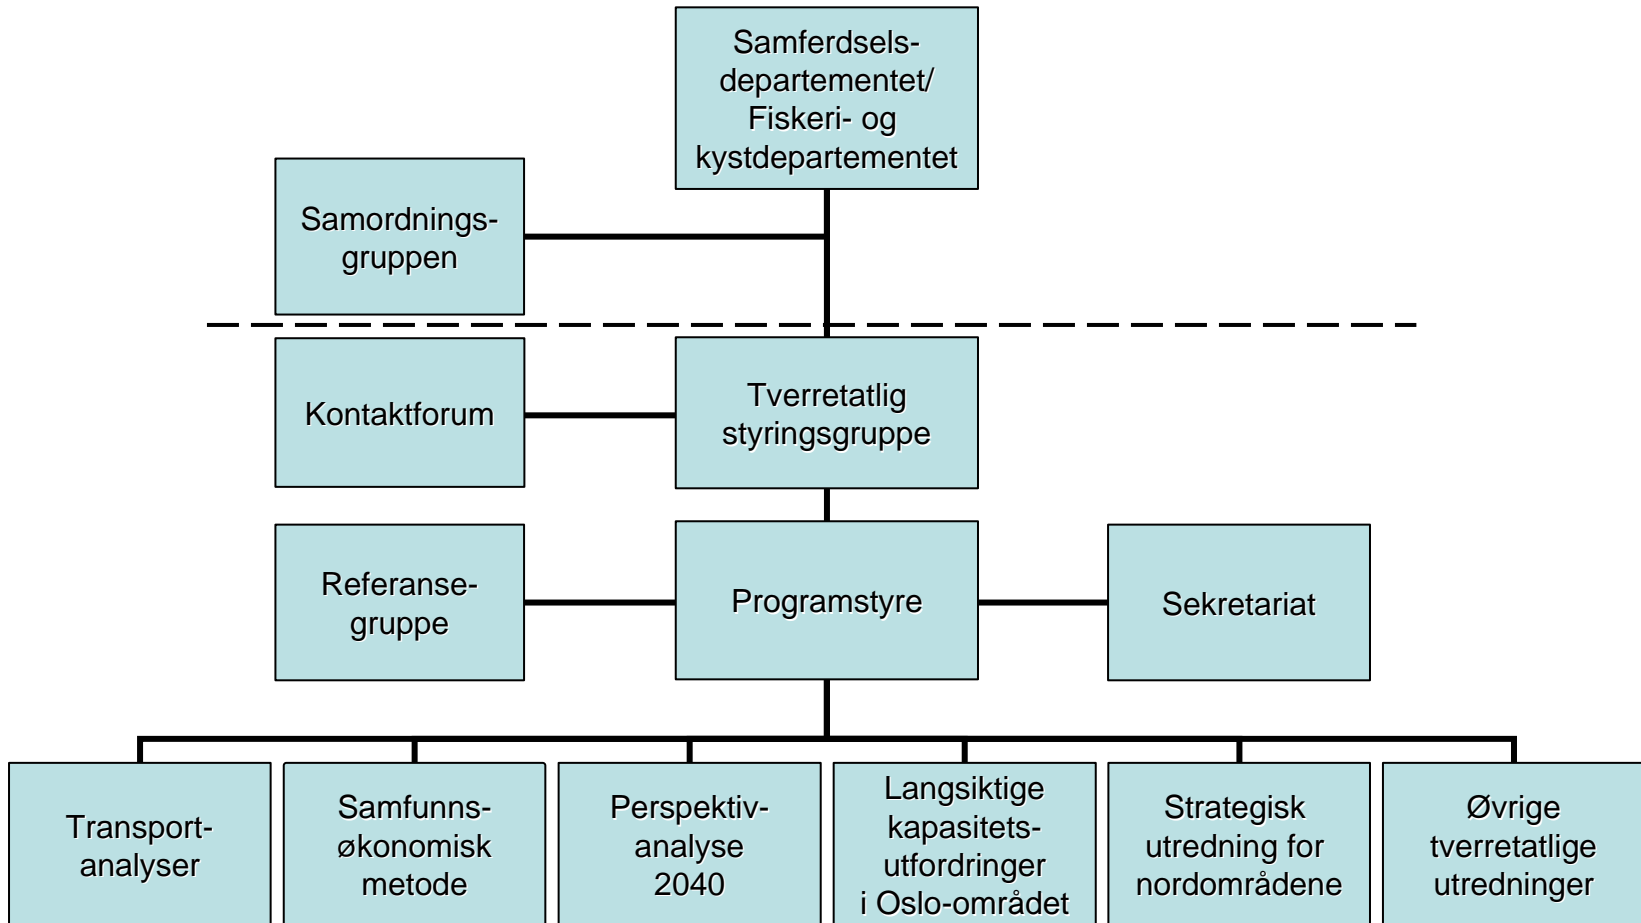 Samferdsels-
departementet/
Fiskeri- og
kystdepartementet
Samordnings-
gruppen
Kontaktforum
Tverretatlig
styringsgruppe
Referanse-
gruppe
Programstyre
Sekretariat
Transport-
analyser
Samfunns-
økonomisk
metode
Perspektiv-
analyse
2040
Langsiktige
kapasitets-
utfordringer
i Oslo-området
Strategisk
utredning for
nordområdene
Øvrige
tverretatlige
utredninger